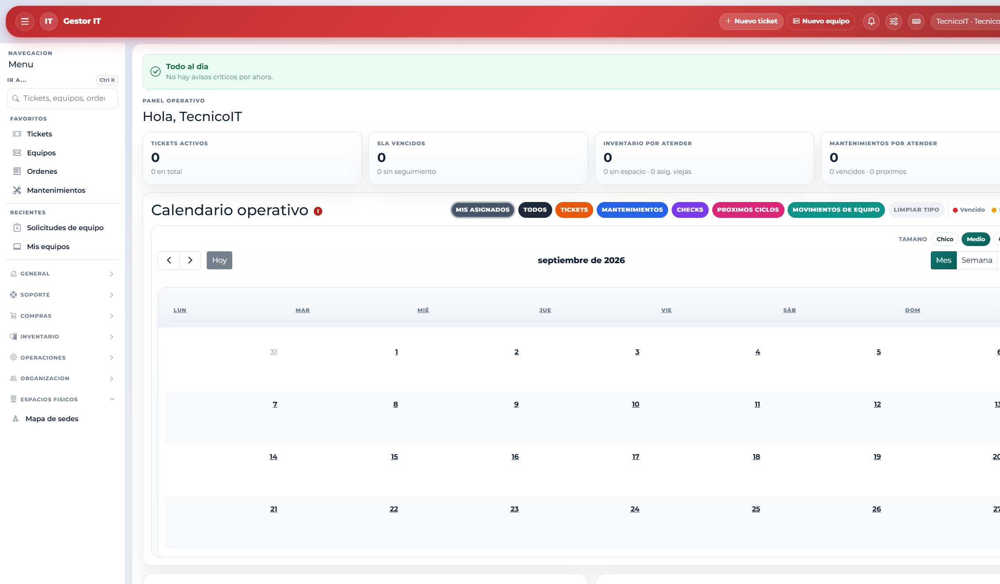 IT Gestor IT
Nuevo ticket
Nuevo equipo
TecnicoIT · Tecnico
NAVEGACION
Menu
IR A...
Ctrl K
Tickets, equipos, order
FAVORITOS
Tickets
Equipos
Ordenes
Mantenimientos
RECIENTES
Solicitudes de equipo
Mis equipos
GENERAL
SOPORTE
COMPRAS
INVENTARIO
OPERACIONES
ORGANIZACION
ESPACIOS FISICOS
Mapa de sedes
Todo al dia
No hay avisos criticos por ahora.
PANEL OPERATIVO
Hola, TecnicoIT
TICKETS ACTIVOS
0
0 en total
SLA VENCIDOS
0
0 sin seguimiento
INVENTARIO POR ATENDER
0
0 sin espacio · 0 asig. viejas
MANTENIMIENTOS POR ATENDER
0
0 vencidos · 0 proximos
Calendario operativo
MIS ASIGNADOS
TODOS
TICKETS
MANTENIMIENTOS
CHECKS
PROXIMOS CICLOS
MOVIMIENTOS DE EQUIPO
LIMPIAR TIPO
Vencido
TAMANO
Chico
Medio
Hoy
septiembre de 2026
Mes
Semana
LUN MAR MIÉ JUE VIE SÁB DOM
31 1 2 3 4 5 6
7 8 9 10 11 12 13
14 15 16 17 18 19 20
21 22 23 24 25 26 27